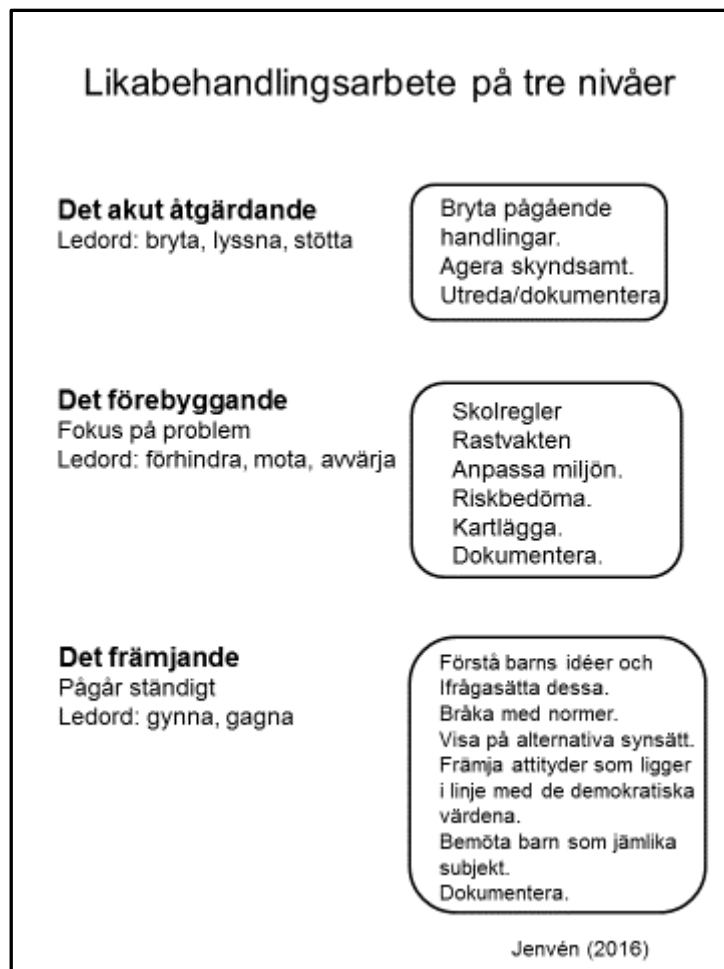 Likabehandlingsarbete på tre nivåer
Det akut åtgärdande
Ledord: bryta, lyssna, stötta
Bryta pågående
handlingar.
Agera skyndsamt.
Utreda/dokumentera
Det förebyggande
Fokus på problem
Ledord: förhindra, mota, avvärja
Skolregler
Rastvakten
Anpassa miljön.
Riskbedöma.
Kartlägga.
Dokumentera.
Det främjande
Pågår ständigt
Ledord: gynna, gagna
Förstå barns idéer och
Ifrågasätta dessa.
Bråka med normer.
Visa på alternativa synsätt.
Främja attityder som ligger
i linje med de demokratiska
värdena.
Bemöta barn som jämlika
subjekt.
Dokumentera.
Jenvén (2016)